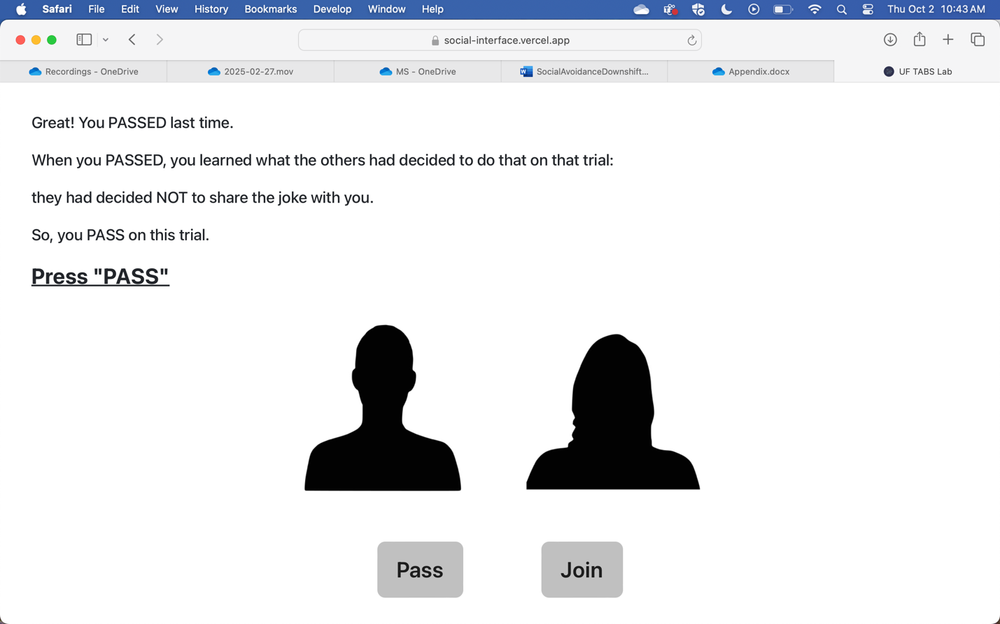 Safari File Edit View History Bookmarks Develop Window Help Thu Oct 2 10:43 AM
social-interface.vercel.app
Recordings - OneDrive 2025-02-27.mov MS - OneDrive SocialAvoidanceDownshift... Appendix.docx UF TABS Lab
Great! You PASSED last time.
When you PASSED, you learned what the others had decided to do that on that trial:
they had decided NOT to share the joke with you.
So, you PASS on this trial.
Press "PASS"
Pass Join